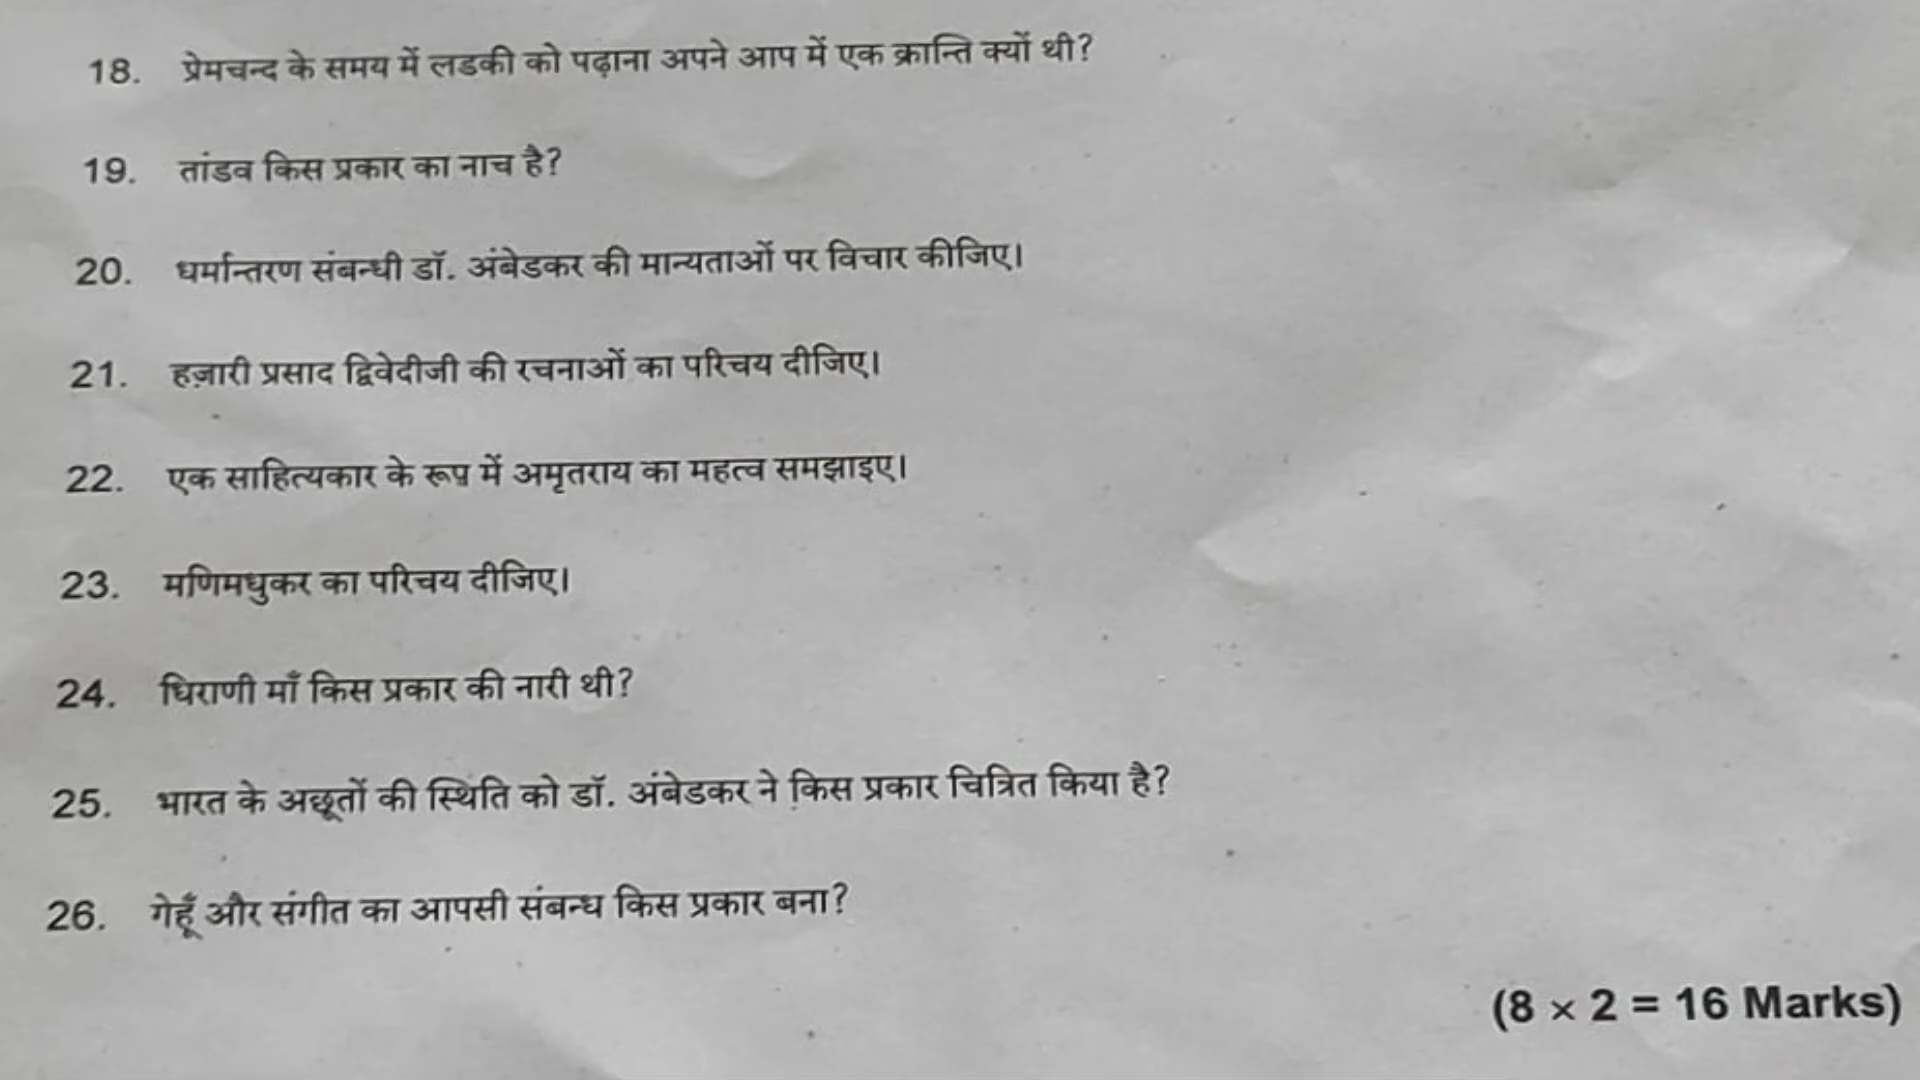 18. प्रेमचन्द के समय में लडकी को पढ़ाना अपने आप में एक क्रान्ति क्यों थी?
19. तांडव किस प्रकार का नाच है?
20. धर्मान्तरण संबन्धी डॉ. अंबेडकर की मान्यताओं पर विचार कीजिए।
21. हज़ारी प्रसाद द्विवेदीजी की रचनाओं का परिचय दीजिए।
22. एक साहित्यकार के रूप में अमृतराय का महत्व समझाइए।
23. मणिमधुकर का परिचय दीजिए।
24. धिराणी माँ किस प्रकार की नारी थी?
25. भारत के अछूतों की स्थिति को डॉ. अंबेडकर ने किस प्रकार चित्रित किया है?
26. गेहूँ और संगीत का आपसी संबन्ध किस प्रकार बना?
(8 × 2 = 16 Marks)